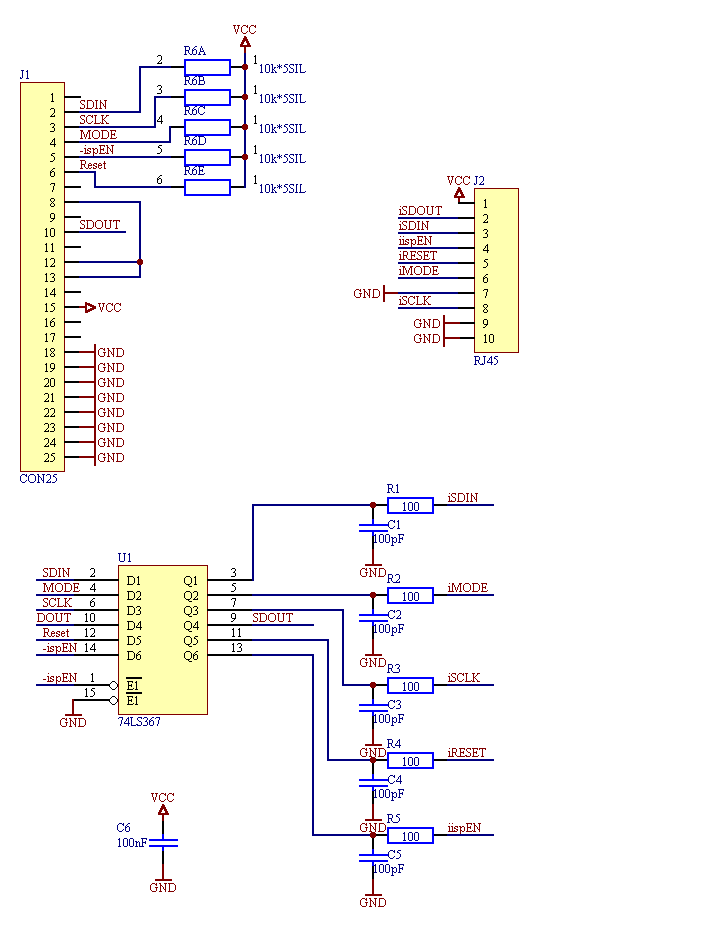 VCC
J1
2 R6A 1 10k*5SIL
3 R6B 1 10k*5SIL
4 R6C 1 10k*5SIL
5 R6D 1 10k*5SIL
6 R6E 1 10k*5SIL
1
2 SDIN
3 SCLK
4 MODE
5 -ispEN
6 Reset
7
8
9
10 SDOUT
11
12
13
14
15 VCC
16
17
18 GND
19 GND
20 GND
21 GND
22 GND
23 GND
24 GND
25 GND
CON25
VCC J2
1
iSDOUT 2
iSDIN 3
iispEN 4
iRESET 5
iMODE 6
GND 7
iSCLK 8
GND 9
GND 10
RJ45
U1
SDIN 2 D1 Q1 3
MODE 4 D2 Q2 5
SCLK 6 D3 Q3 7
DOUT 10 D4 Q4 9 SDOUT
Reset 12 D5 Q5 11
-ispEN 14 D6 Q6 13
-ispEN 1 E1
15 E1
GND
74LS367
R1
100 iSDIN
C1
100pF
GND
R2
100 iMODE
C2
100pF
GND
R3
100 iSCLK
C3
100pF
GND
R4
100 iRESET
C4
100pF
GND
R5
100 iispEN
C5
100pF
GND
VCC
C6
100nF
GND